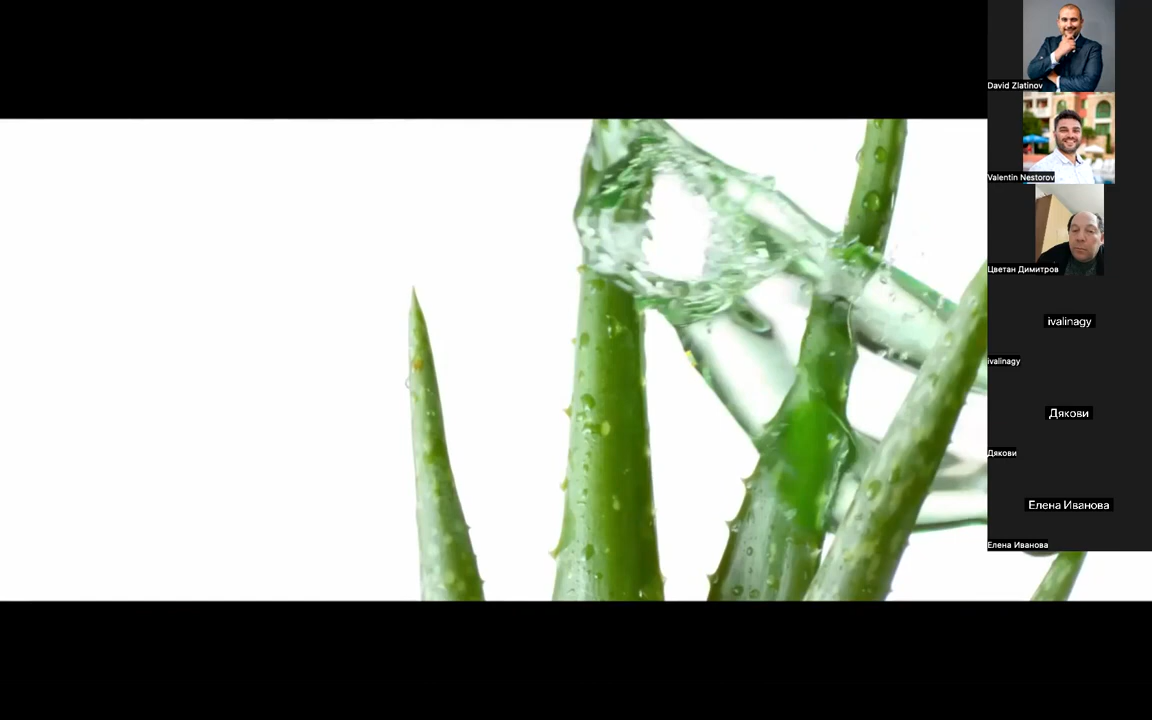 David Zlatinov
Valentin Nestorov
Цветан Димитров
ivalinagy
ivalinagy
Дякови
Дякови
Елена Иванова
Елена Иванова